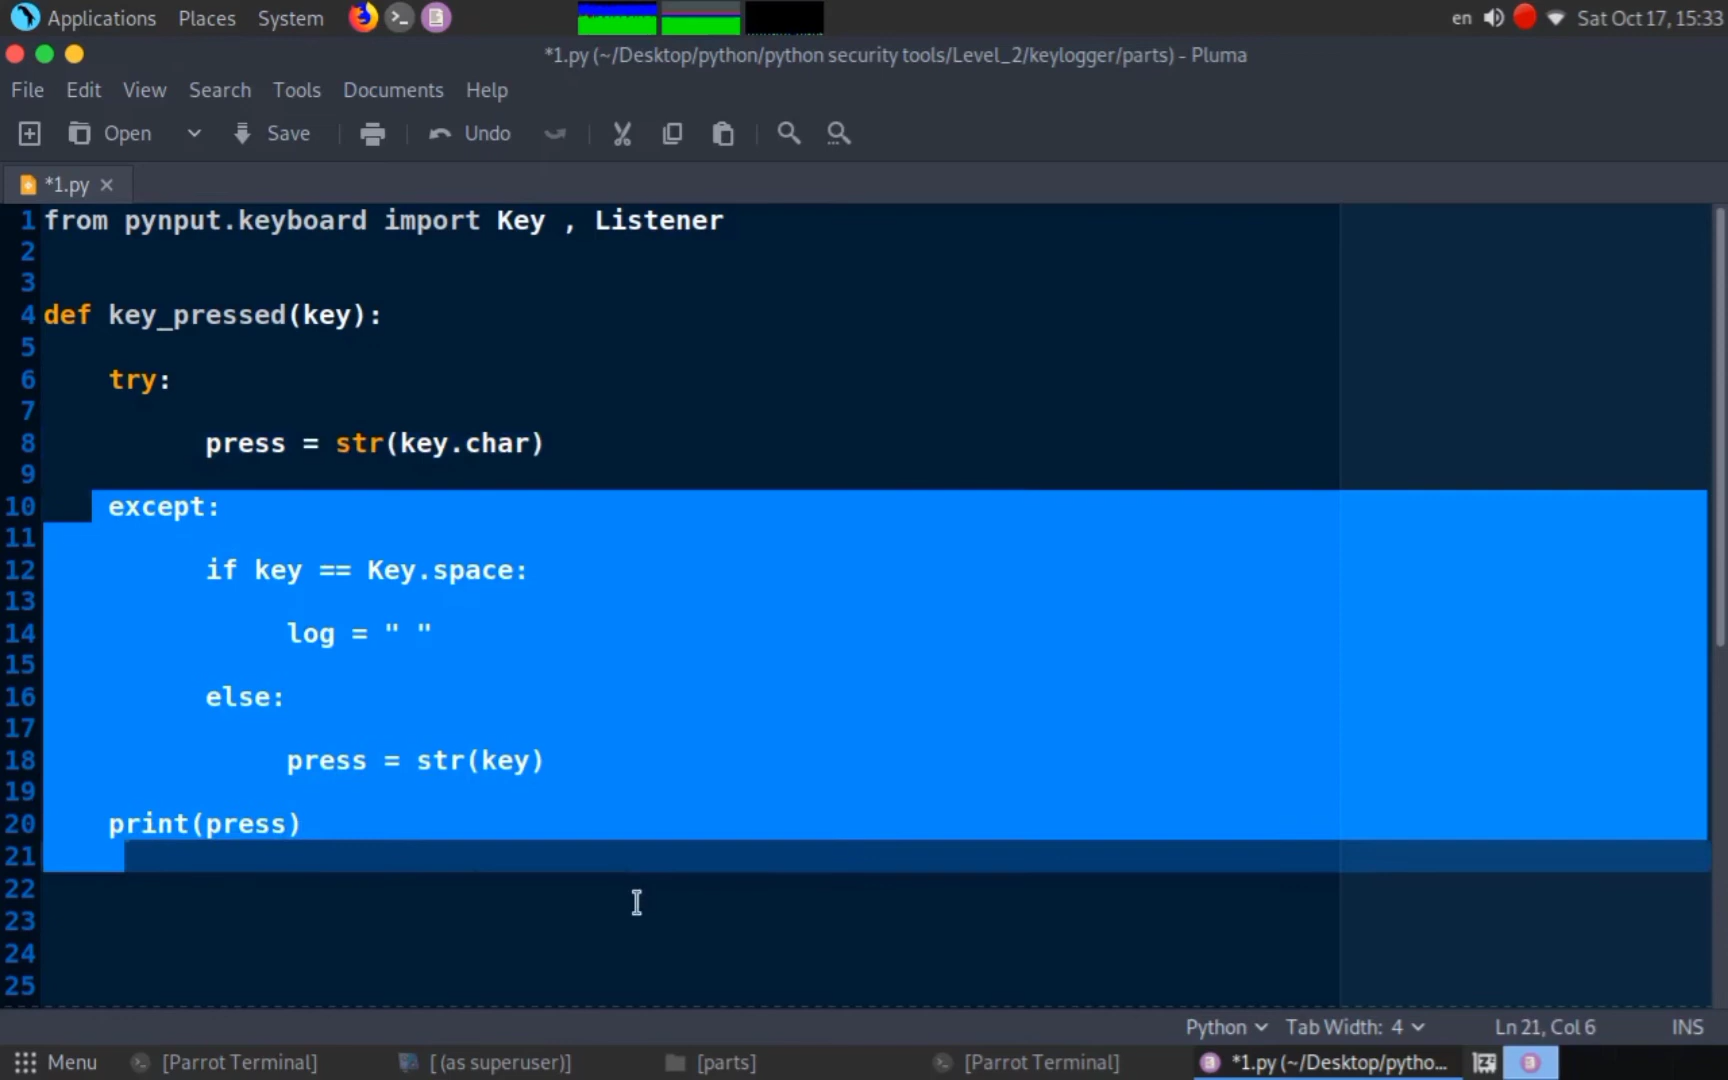 Applications Places System en Sat Oct 17, 15:33
*1.py (~/Desktop/python/python security tools/Level_2/keylogger/parts) - Pluma
File Edit View Search Tools Documents Help
Open Save Undo
*1.py
1 from pynput.keyboard import Key , Listener
2
3
4 def key_pressed(key):
5
6 try:
7
8 press = str(key.char)
9
10 except:
11
12 if key == Key.space:
13
14 log = " "
15
16 else:
17
18 press = str(key)
19
20 print(press)
21
22
23
24
25
Python Tab Width: 4 Ln 21, Col 6 INS
Menu [Parrot Terminal] [ (as superuser)] [parts] [Parrot Terminal] *1.py (~/Desktop/pytho...